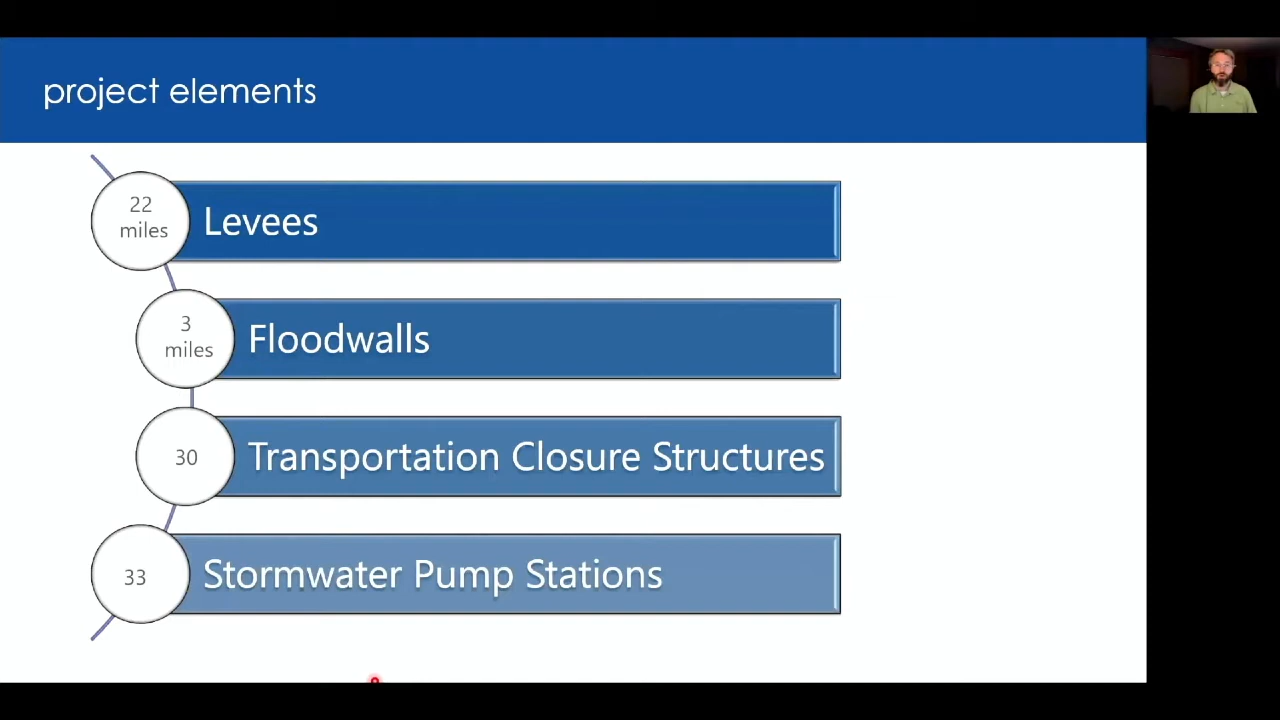 project elements
22
miles
Levees
3
miles
Floodwalls
30
Transportation Closure Structures
33
Stormwater Pump Stations